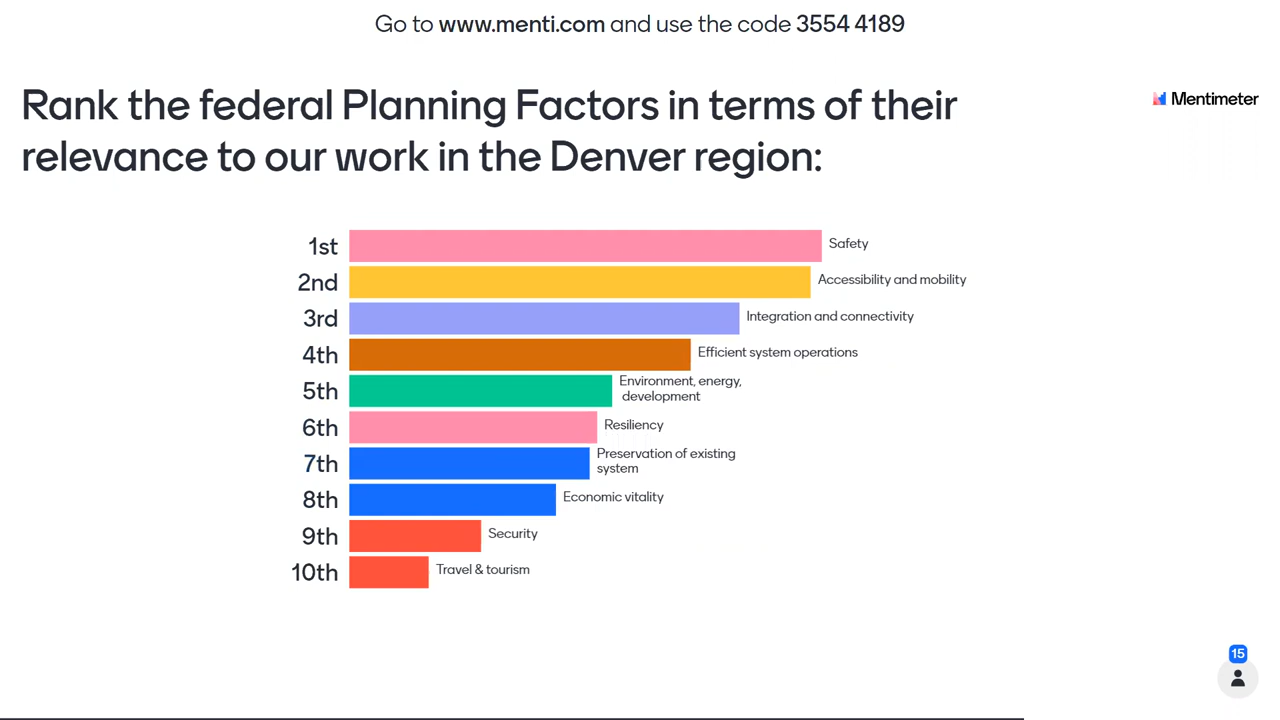 Go to www.menti.com and use the code 3554 4189
Rank the federal Planning Factors in terms of their
relevance to our work in the Denver region:
Mentimeter
1st Safety
2nd Accessibility and mobility
3rd Integration and connectivity
4th Efficient system operations
5th Environment, energy,
development
6th Resiliency
7th Preservation of existing
system
8th Economic vitality
9th Security
10th Travel & tourism
15